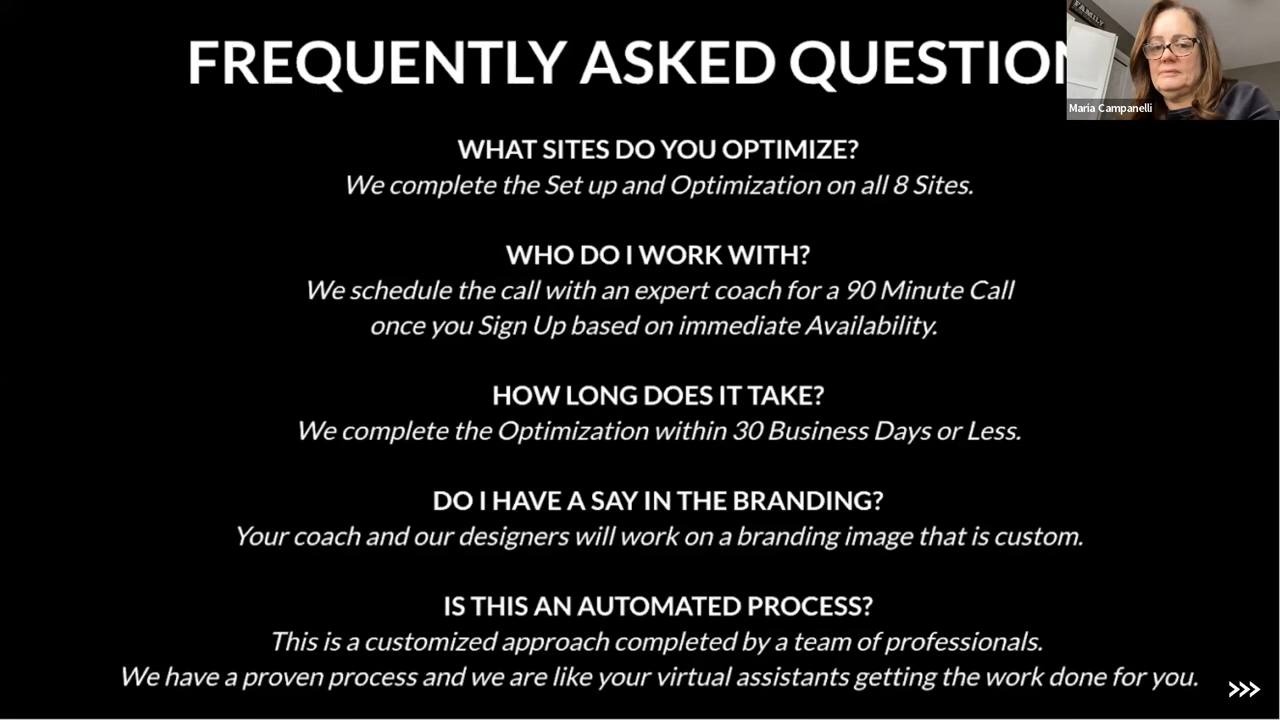 FREQUENTLY ASKED QUESTION
FAMILY
Maria Campanelli
WHAT SITES DO YOU OPTIMIZE?
We complete the Set up and Optimization on all 8 Sites.
WHO DO I WORK WITH?
We schedule the call with an expert coach for a 90 Minute Call
once you Sign Up based on immediate Availability.
HOW LONG DOES IT TAKE?
We complete the Optimization within 30 Business Days or Less.
DO I HAVE A SAY IN THE BRANDING?
Your coach and our designers will work on a branding image that is custom.
IS THIS AN AUTOMATED PROCESS?
This is a customized approach completed by a team of professionals.
We have a proven process and we are like your virtual assistants getting the work done for you.
>>>